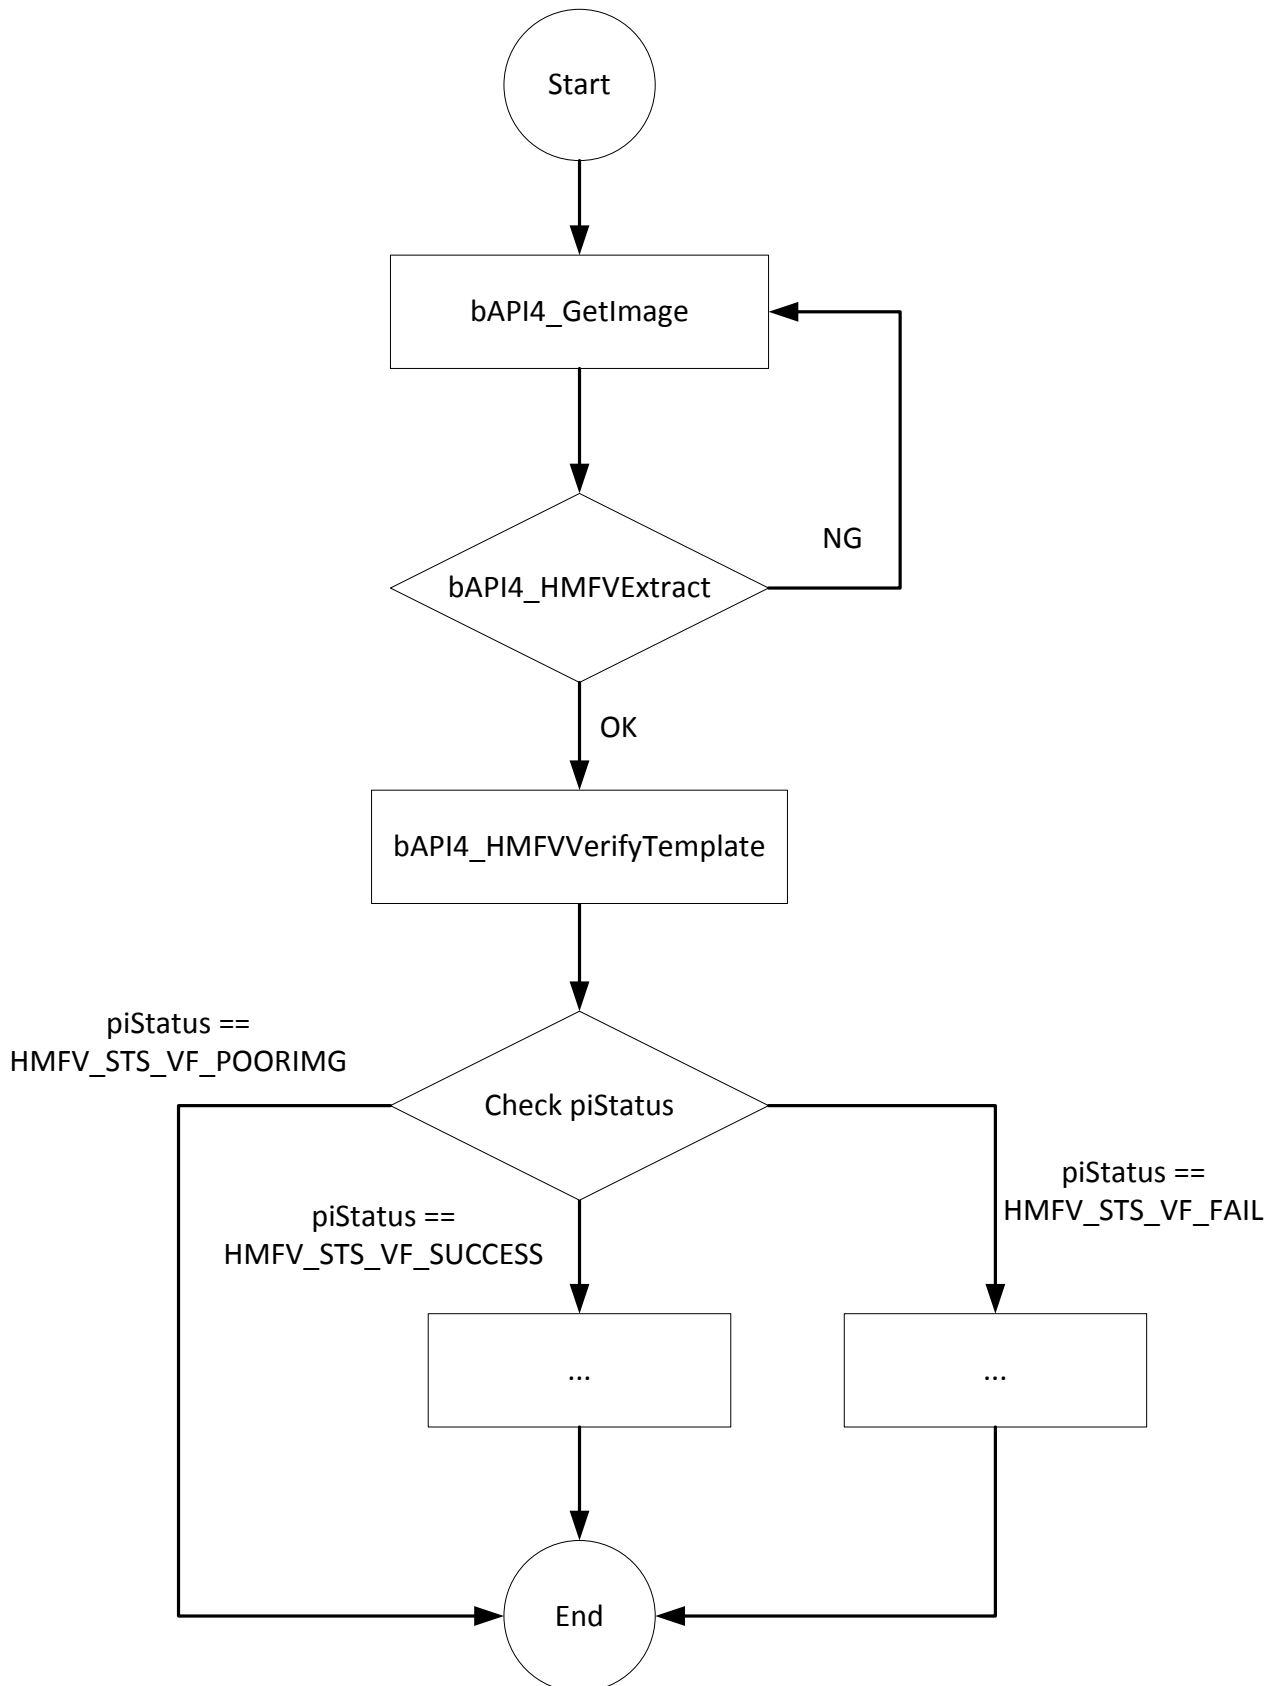 Start
bAPI4_GetImage
NG
bAPI4_HMFVExtract
OK
bAPI4_HMFVVerifyTemplate
piStatus ==
HMFV_STS_VF_POORIMG
Check piStatus
piStatus ==
HMFV_STS_VF_FAIL
piStatus ==
HMFV_STS_VF_SUCCESS
...
...
End